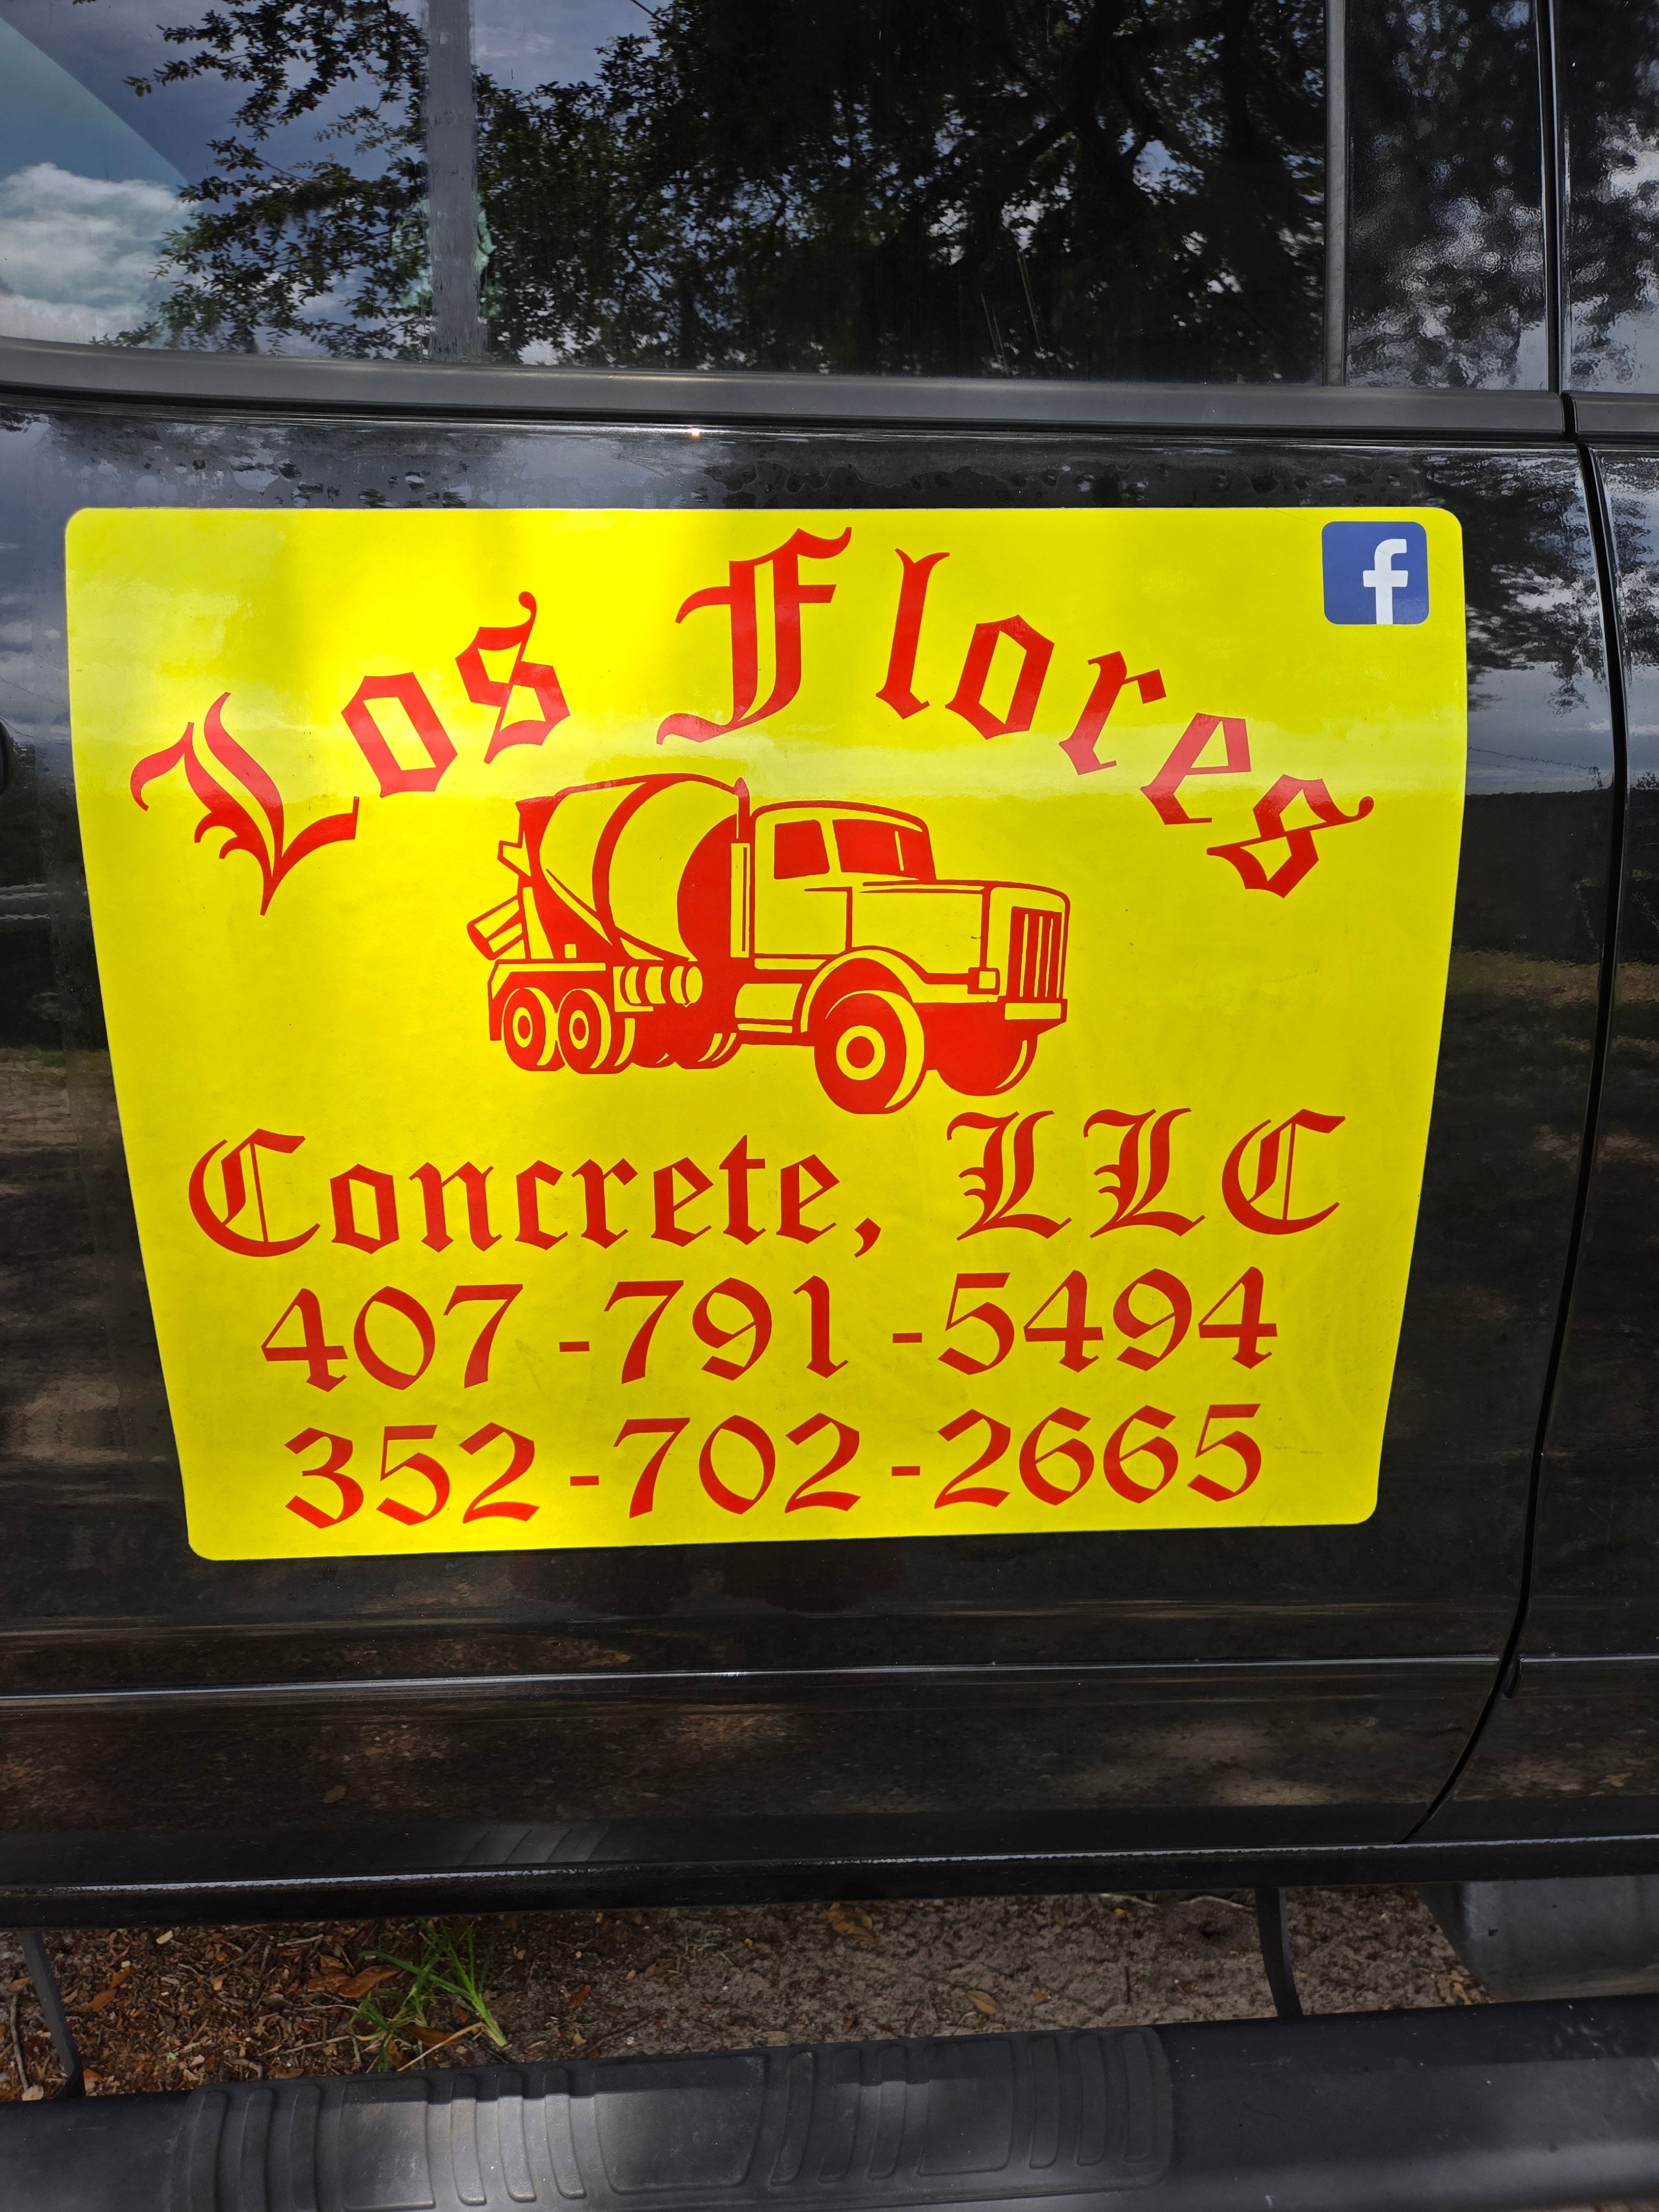 Los Flores
f
Concrete, LLC
407-791-5494
352-702-2665